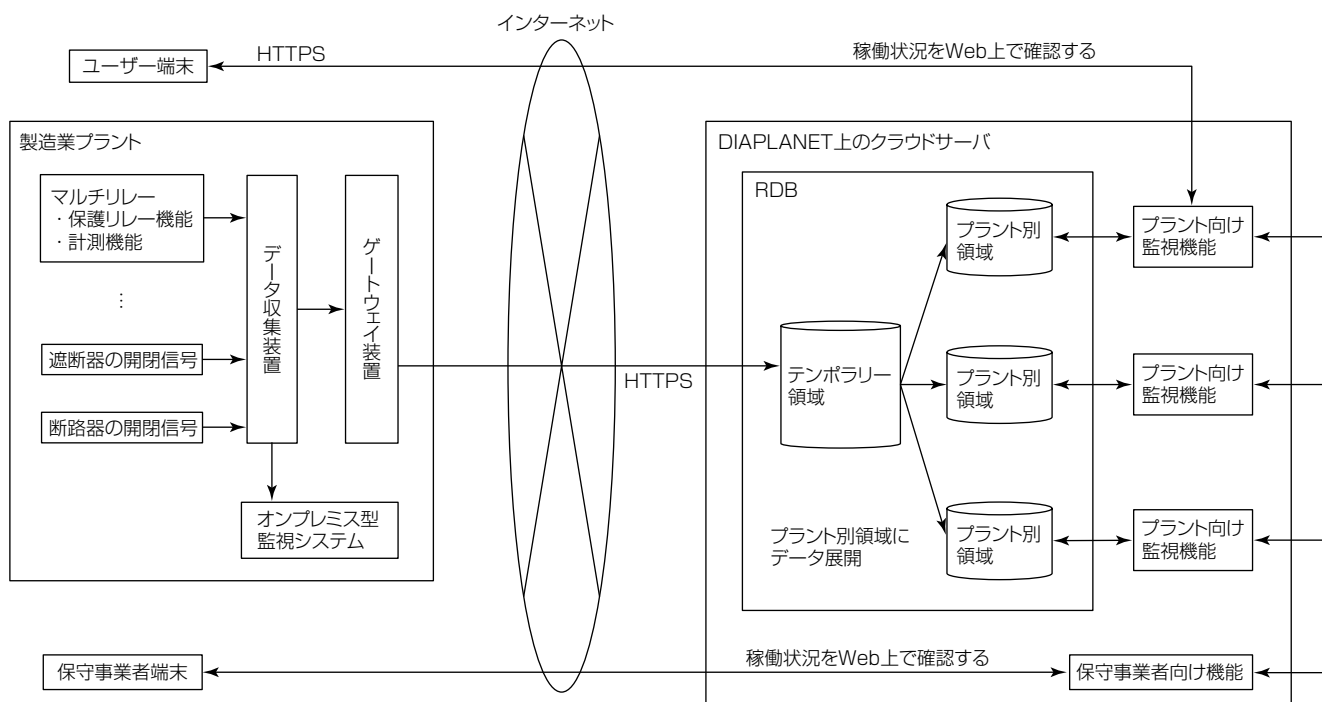 インターネット
HTTPS
稼働状況をWeb上で確認する
ユーザー端末
製造業プラント
マルチリレー
・保護リレー機能
・計測機能
⋮
遮断器の開閉信号
断路器の開閉信号
データ収集装置
ゲートウェイ装置
オンプレミス型
監視システム
HTTPS
DIAPLANET上のクラウドサーバ
RDB
テンポラリー
領域
プラント別
領域
プラント向け
監視機能
プラント別
領域
プラント向け
監視機能
プラント別
領域
プラント向け
監視機能
プラント別領域に
データ展開
保守事業者端末
稼働状況をWeb上で確認する
保守事業者向け機能